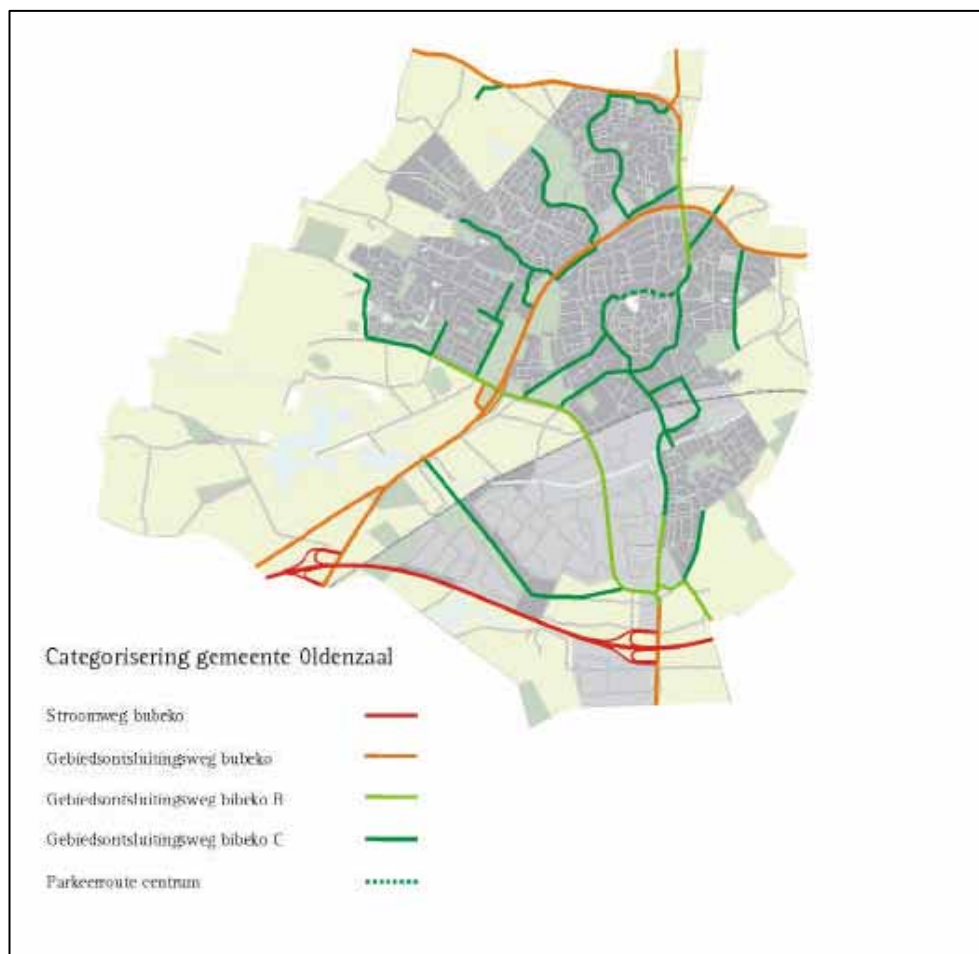 Categorisering gemeente Oldenzaal
Stroomweg bubeko
Gebiedsontsluitingsweg bubeko
Gebiedsontsluitingsweg bibeko B
Gebiedsontsluitingsweg bibeko C
Parkeerroute centrum